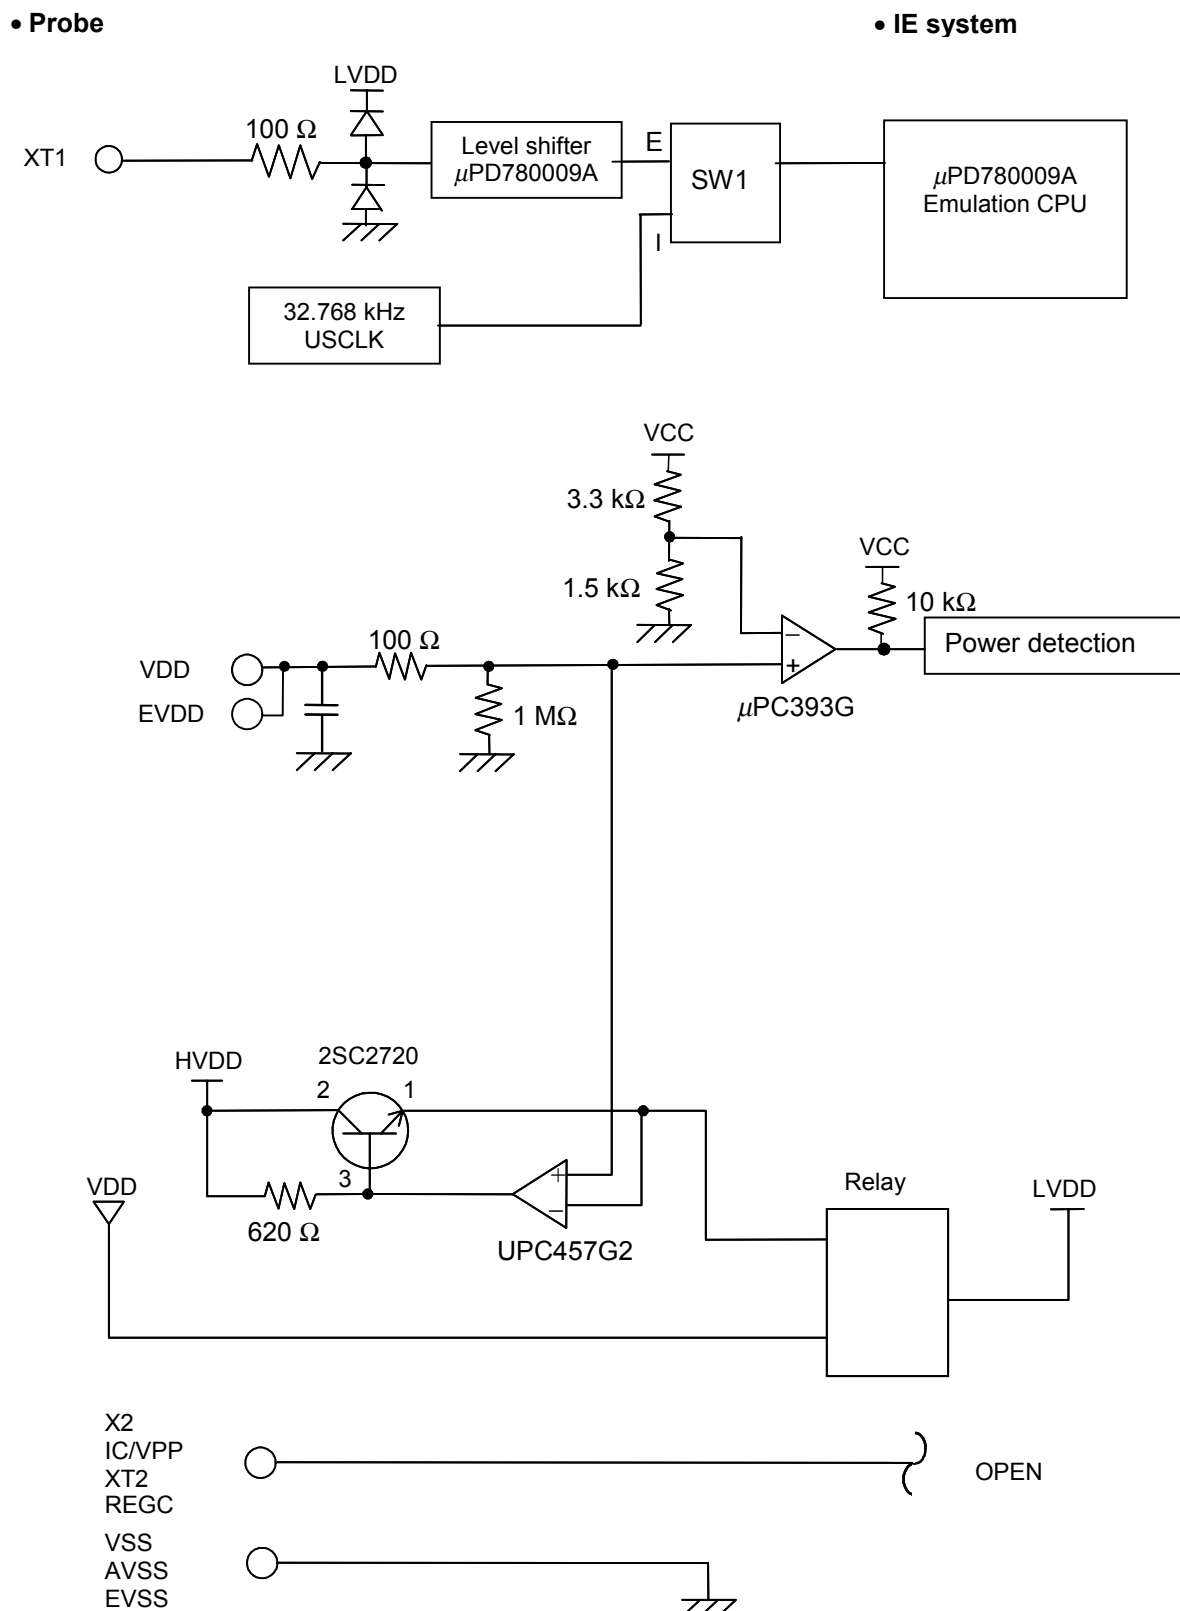 • Probe
• IE system
LVDD
100 Ω
XT1
Level shifter
μPD780009A
E
SW1
I
μPD780009A
Emulation CPU
32.768 kHz
USCLK
VCC
3.3 kΩ
1.5 kΩ
VCC
10 kΩ
Power detection
100 Ω
VDD
EVDD
1 MΩ
−
+
μPC393G
HVDD
2SC2720
2
1
3
VDD
620 Ω
+
−
UPC457G2
Relay
LVDD
X2
IC/VPP
XT2
REGC
OPEN
VSS
AVSS
EVSS